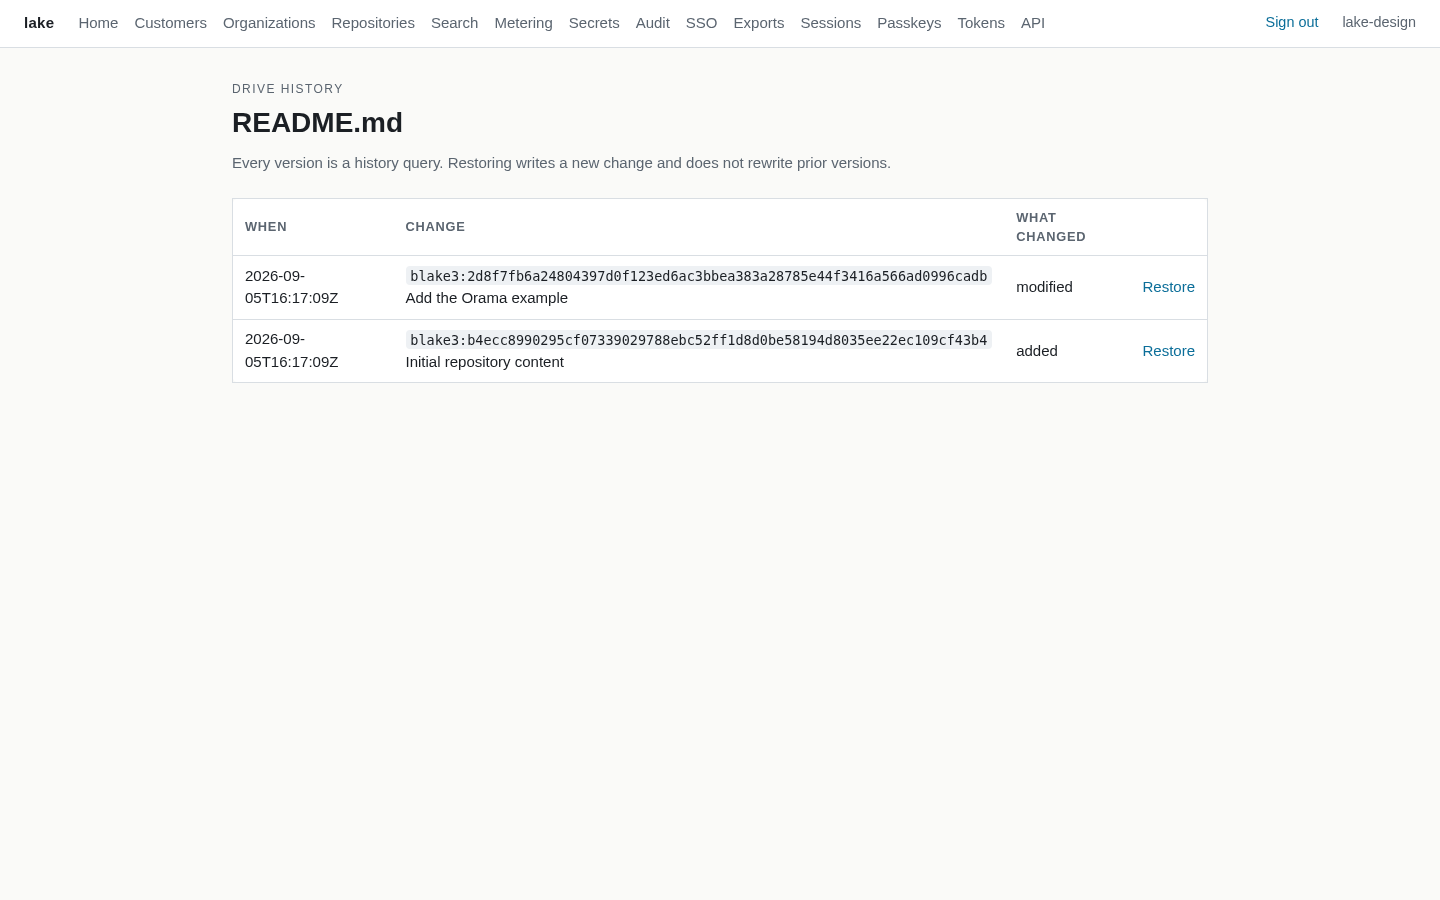 lake Home Customers Organizations Repositories Search Metering Secrets Audit SSO Exports Sessions Passkeys Tokens API Sign out lake-design
DRIVE HISTORY
README.md
Every version is a history query. Restoring writes a new change and does not rewrite prior versions.
WHEN CHANGE WHAT CHANGED
2026-09-05T16:17:09Z
blake3:2d8f7fb6a24804397d0f123ed6ac3bbea383a28785e44f3416a566ad0996cadb
Add the Orama example
modified
Restore
2026-09-05T16:17:09Z
blake3:b4ecc8990295cf07339029788ebc52ff1d8d0be58194d8035ee22ec109cf43b4
Initial repository content
added
Restore